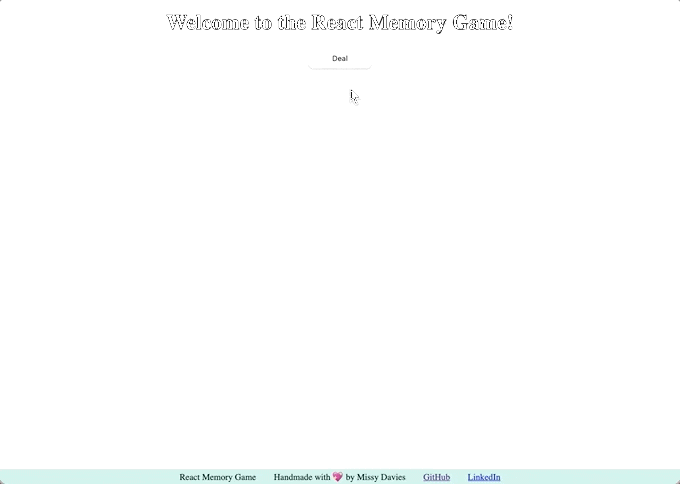 Welcome to the React Memory Game!
Deal
React Memory Game Handmade with 💖 by Missy Davies GitHub LinkedIn